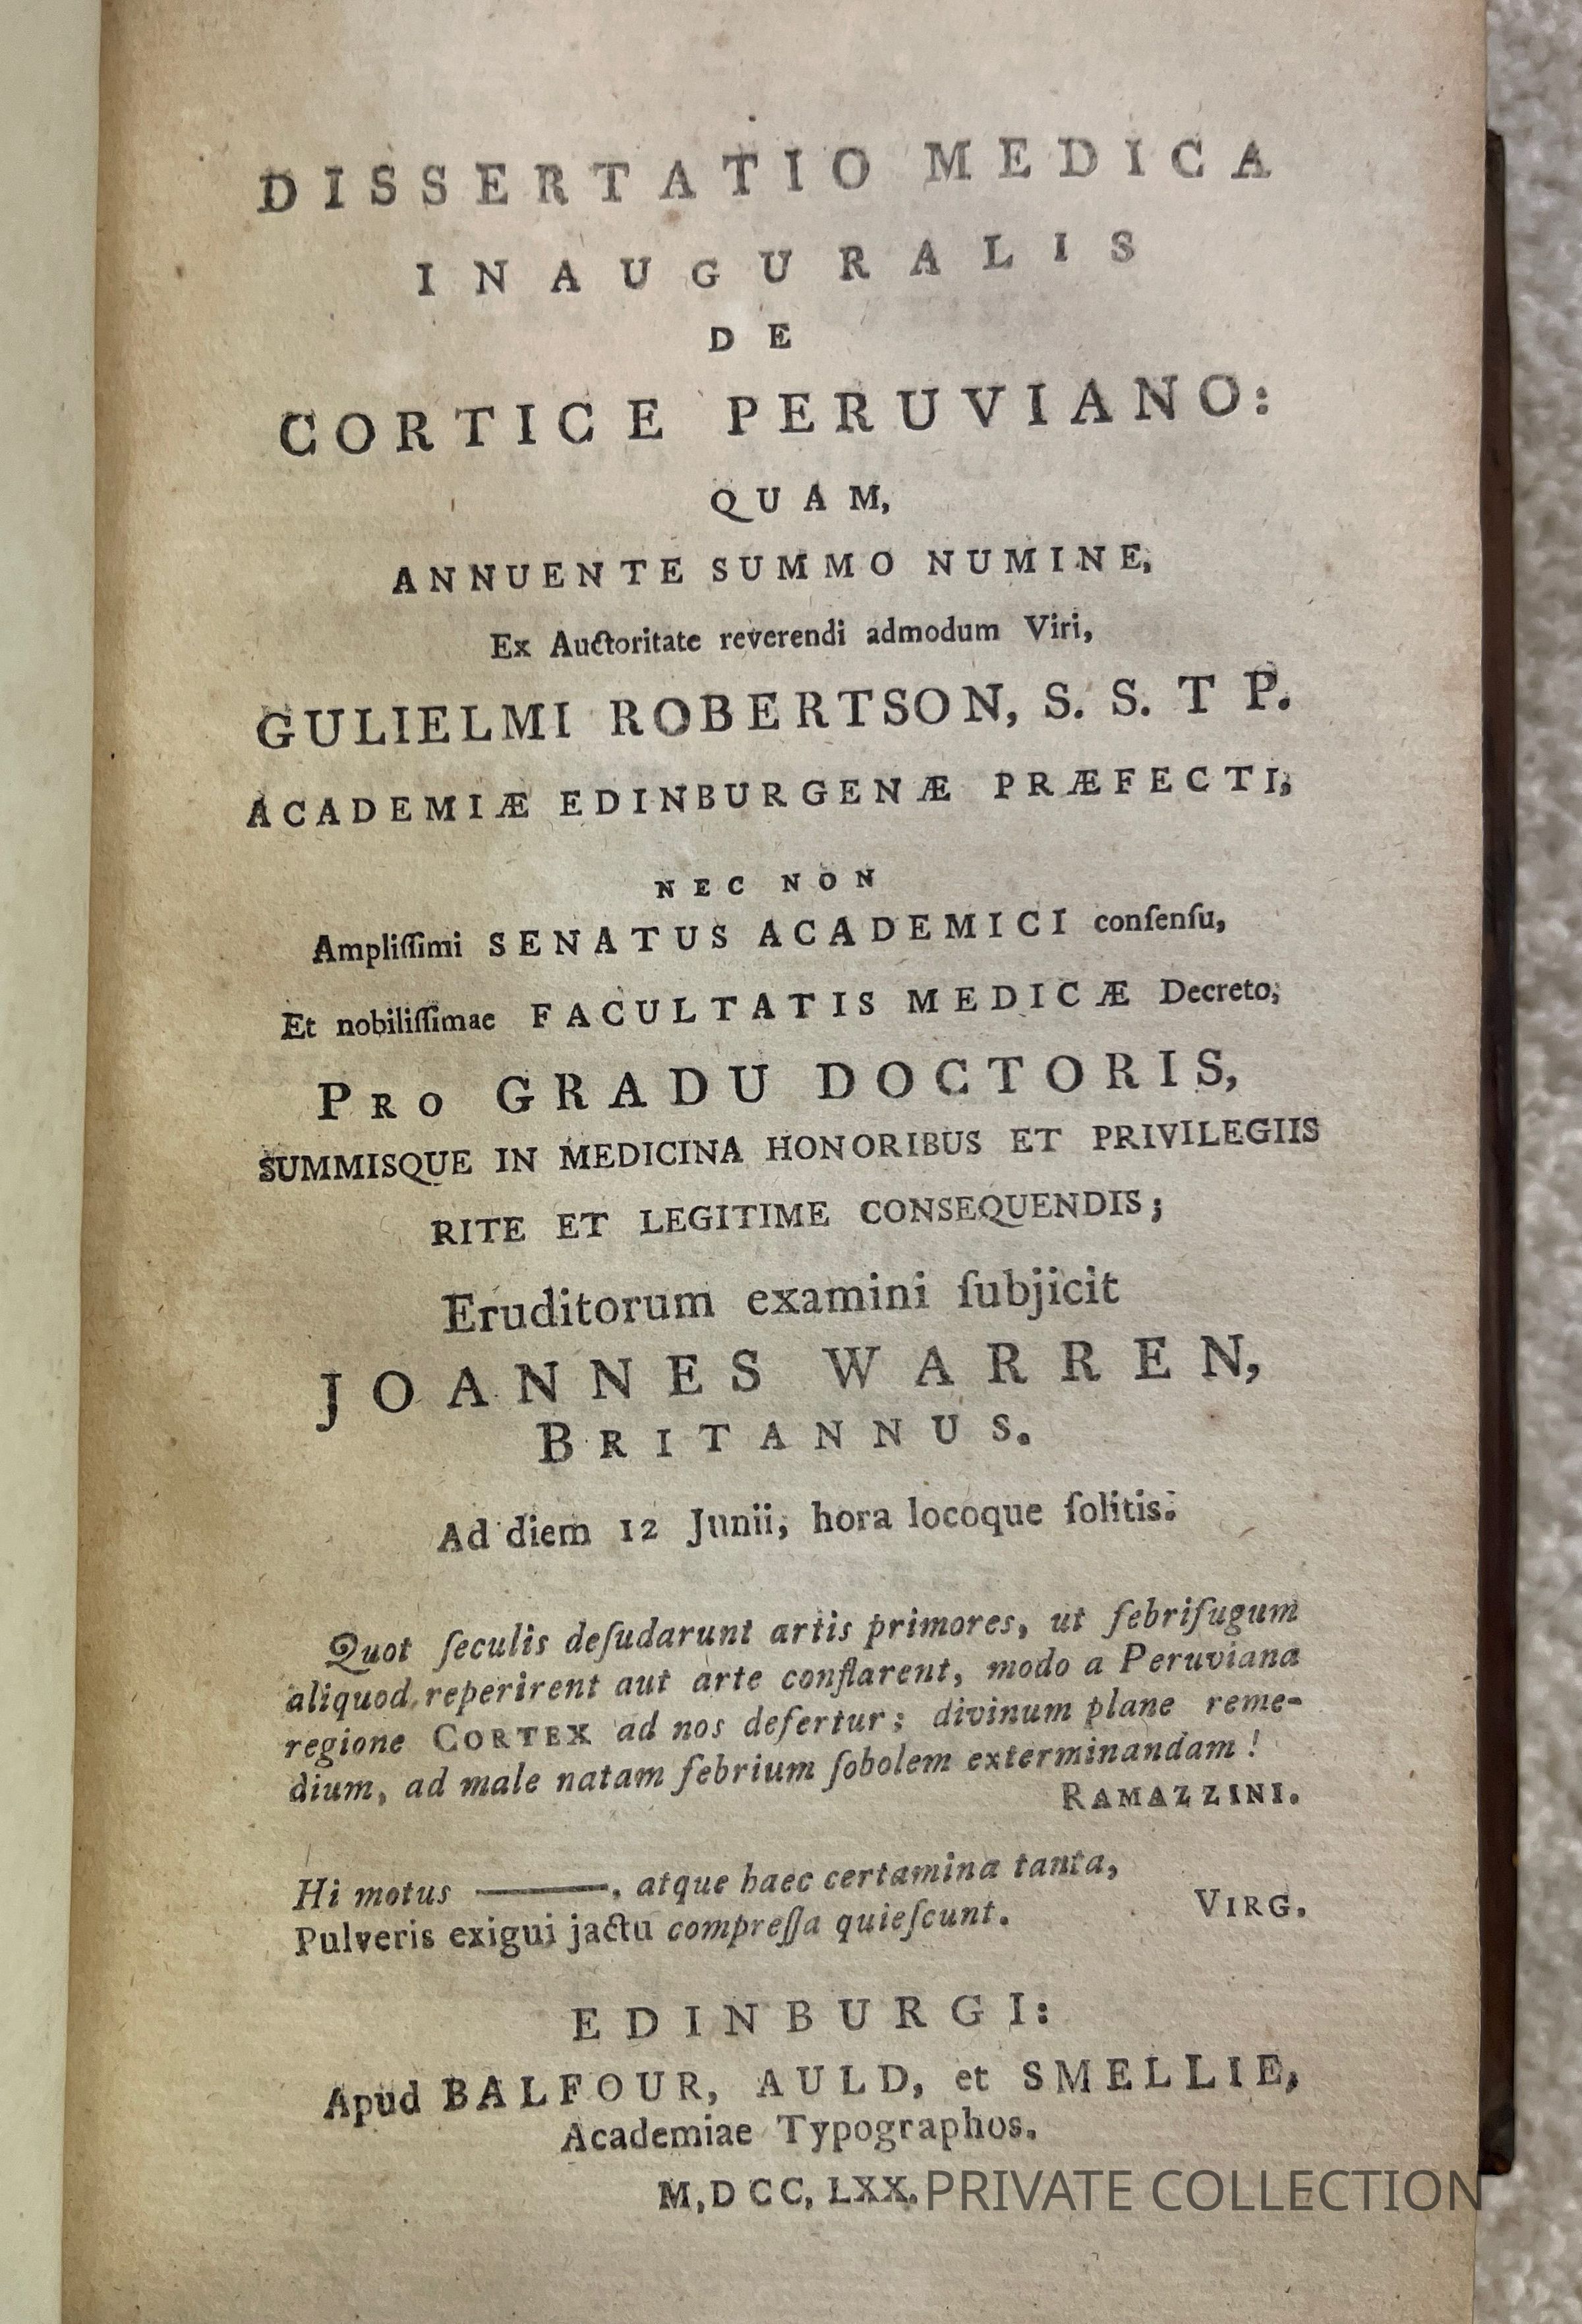 DISSERTATIO MEDICA
INAUGURALIS
DE
CORTICE PERUVIANO:
QUAM,
ANNUENTE SUMMO NUMINE,
Ex Auctoritate reverendi admodum Viri,
GULIELMI ROBERTSON, S. S. T P.
ACADEMIÆ EDINBURGENÆ PRÆFECTI;
NEC NON
Ampliſſimi SENATUS ACADEMICI conſenſu,
Et nobiliſſimae FACULTATIS MEDICÆ Decreto;
PRO GRADU DOCTORIS,
SUMMISQUE IN MEDICINA HONORIBUS ET PRIVILEGIIS
RITE ET LEGITIME CONSEQUENDIS;
Eruditorum examini ſubjicit
JOANNES WARREN,
BRITANNUS.
Ad diem 12 Junii, hora locoque ſolitis.
Quot ſeculis deſudarunt artis primores, ut febrifugum
aliquod reperirent aut arte conflarent, modo a Peruviana
regione CORTEX ad nos defertur; divinum plane reme-
dium, ad male natam febrium ſobolem exterminandam!
RAMAZZINI.
Hi motus ———, atque haec certamina tanta,
Pulveris exigui jactu compreſſa quieſcunt. VIRG.
EDINBURGI:
Apud BALFOUR, AULD, et SMELLIE,
Academiae Typographos.
M,DCC,LXX.
PRIVATE COLLECTION